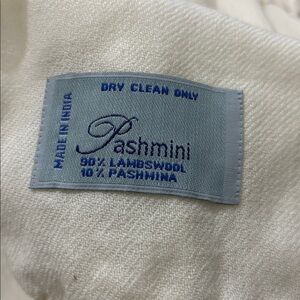 DRY CLEAN ONLY
MADE IN INDIA
Pashmini
90% LAMBSWOOL
10% PASHMINA